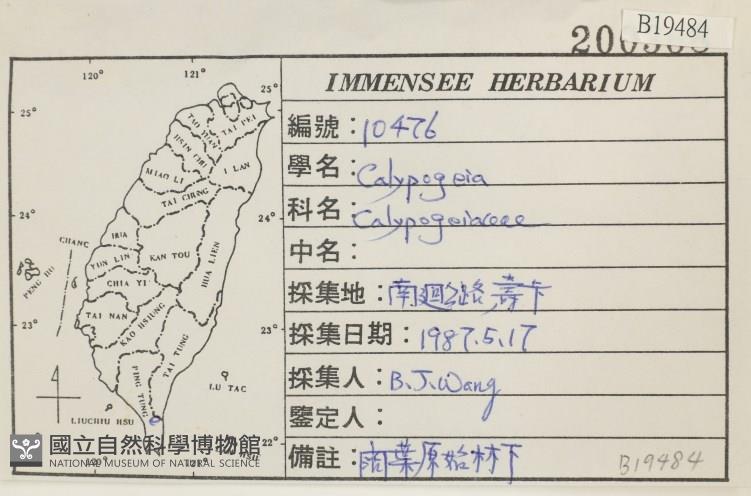 B19484
IMMENSEE HERBARIUM
編號：10476
學名：Calypogeia
科名：Calypogeiaceae
中名：
採集地：南廻公路 壽卡
採集日期：1987.5.17
採集人：B.J.Wang
鑒定人：
備註：闊葉原始林下
B19484
120° 121°
25° 25°
TAO YUAN
TAI PEI
HSIN CHU
I LAN
MIAO LI
TAI CHUNG
24° 24°
CHANG HUA
NAN TOU
HUA LIEN
YUN LIN
PENG HU
CHIA YI
TAI NAN
KAO HSIUNG
23° 23°
TAI TUNG
PING TUNG
LU TAO
LIUCHIU HSU
22°
120° 121°
國立自然科學博物館
NATIONAL MUSEUM OF NATURAL SCIENCE